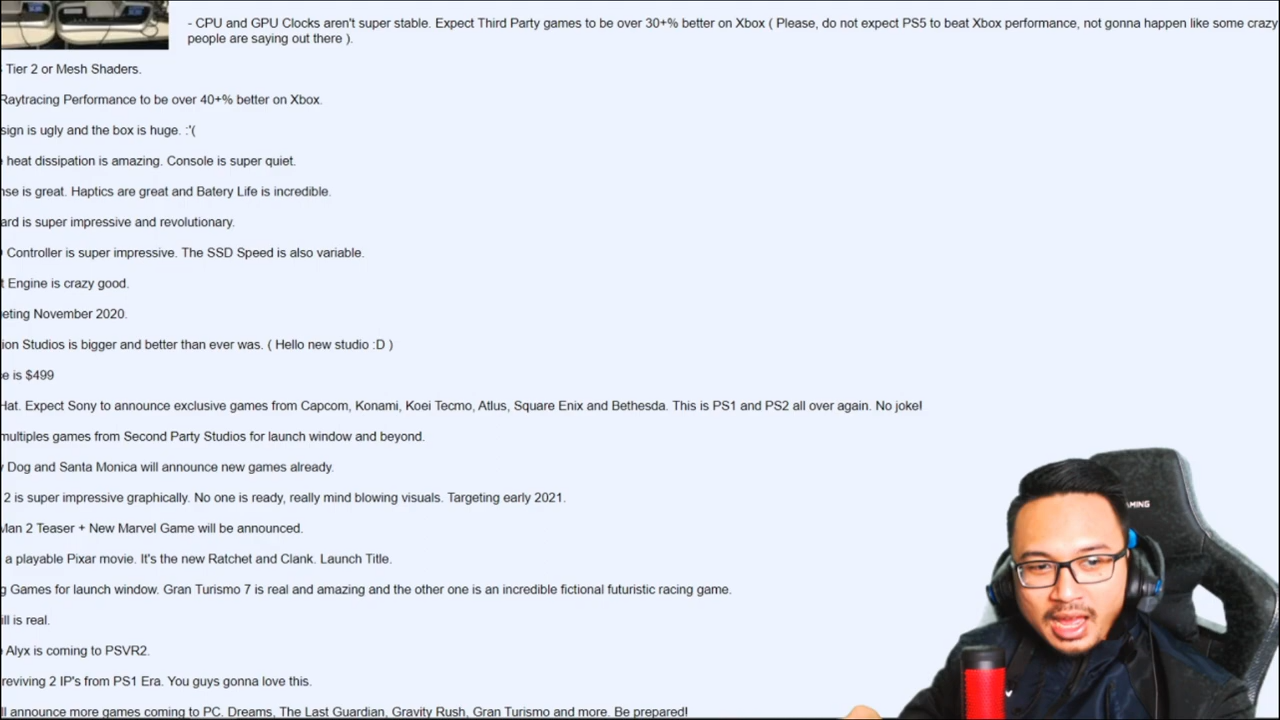 - CPU and GPU Clocks aren't super stable. Expect Third Party games to be over 30+% better on Xbox ( Please, do not expect PS5 to beat Xbox performance, not gonna happen like some crazy
people are saying out there ).
Tier 2 or Mesh Shaders.
Raytracing Performance to be over 40+% better on Xbox.
sign is ugly and the box is huge. :'(
heat dissipation is amazing. Console is super quiet.
nse is great. Haptics are great and Batery Life is incredible.
ard is super impressive and revolutionary.
Controller is super impressive. The SSD Speed is also variable.
t Engine is crazy good.
eting November 2020.
ion Studios is bigger and better than ever was. ( Hello new studio :D )
e is $499
Hat. Expect Sony to announce exclusive games from Capcom, Konami, Koei Tecmo, Atlus, Square Enix and Bethesda. This is PS1 and PS2 all over again. No joke!
multiples games from Second Party Studios for launch window and beyond.
y Dog and Santa Monica will announce new games already.
2 is super impressive graphically. No one is ready, really mind blowing visuals. Targeting early 2021.
Man 2 Teaser + New Marvel Game will be announced.
a playable Pixar movie. It's the new Ratchet and Clank. Launch Title.
g Games for launch window. Gran Turismo 7 is real and amazing and the other one is an incredible fictional futuristic racing game.
ill is real.
Alyx is coming to PSVR2.
reviving 2 IP's from PS1 Era. You guys gonna love this.
ll announce more games coming to PC. Dreams, The Last Guardian, Gravity Rush, Gran Turismo and more. Be prepared!